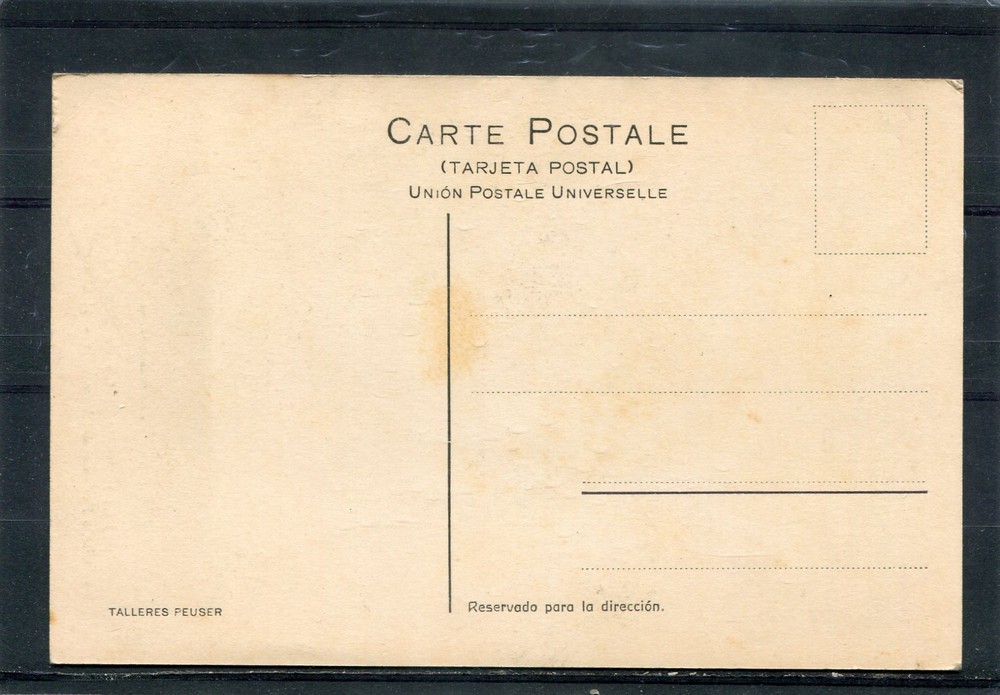 CARTE POSTALE
(TARJETA POSTAL)
UNIÓN POSTALE UNIVERSELLE
TALLERES PEUSER
Reservado para la dirección.